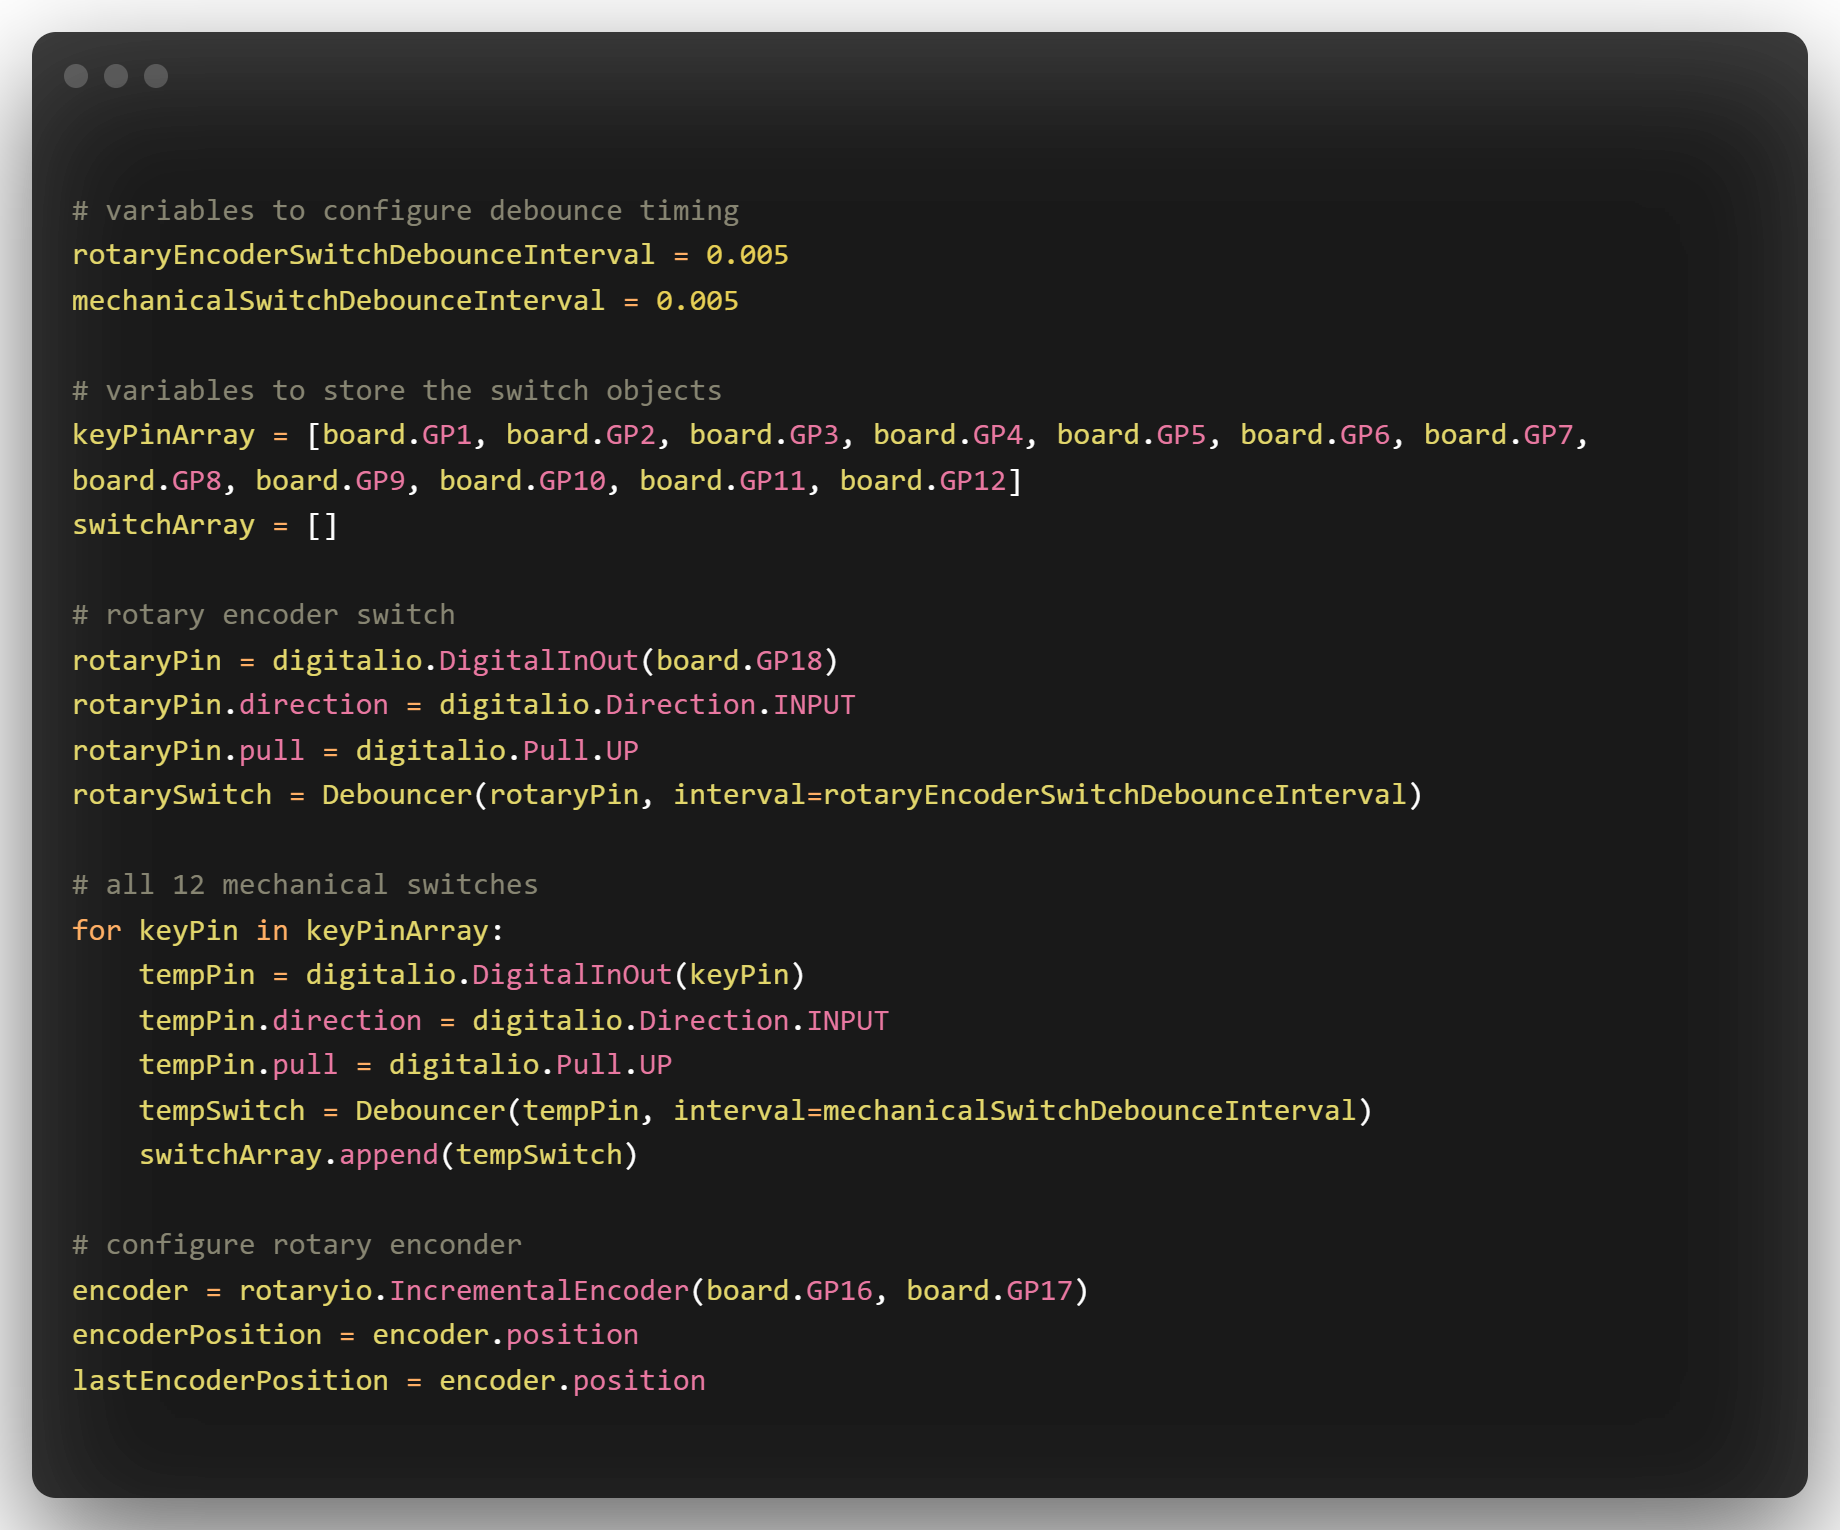 # variables to configure debounce timing
rotaryEncoderSwitchDebounceInterval = 0.005
mechanicalSwitchDebounceInterval = 0.005

# variables to store the switch objects
keyPinArray = [board.GP1, board.GP2, board.GP3, board.GP4, board.GP5, board.GP6, board.GP7,
board.GP8, board.GP9, board.GP10, board.GP11, board.GP12]
switchArray = []

# rotary encoder switch
rotaryPin = digitalio.DigitalInOut(board.GP18)
rotaryPin.direction = digitalio.Direction.INPUT
rotaryPin.pull = digitalio.Pull.UP
rotarySwitch = Debouncer(rotaryPin, interval=rotaryEncoderSwitchDebounceInterval)

# all 12 mechanical switches
for keyPin in keyPinArray:
    tempPin = digitalio.DigitalInOut(keyPin)
    tempPin.direction = digitalio.Direction.INPUT
    tempPin.pull = digitalio.Pull.UP
    tempSwitch = Debouncer(tempPin, interval=mechanicalSwitchDebounceInterval)
    switchArray.append(tempSwitch)

# configure rotary enconder
encoder = rotaryio.IncrementalEncoder(board.GP16, board.GP17)
encoderPosition = encoder.position
lastEncoderPosition = encoder.position